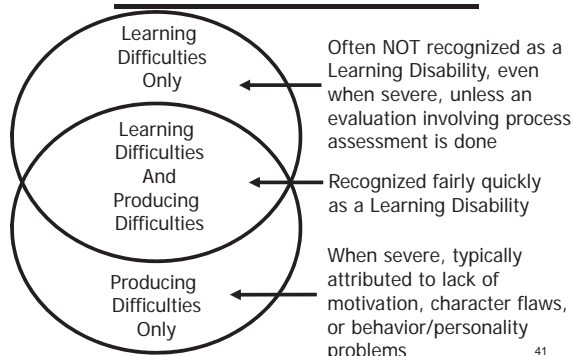 Learning
Difficulties
Only
Often NOT recognized as a
Learning Disability, even
when severe, unless an
evaluation involving process
assessment is done
Learning
Difficulties
And
Producing
Difficulties
Recognized fairly quickly
as a Learning Disability
Producing
Difficulties
Only
When severe, typically
attributed to lack of
motivation, character flaws,
or behavior/personality
problems
41